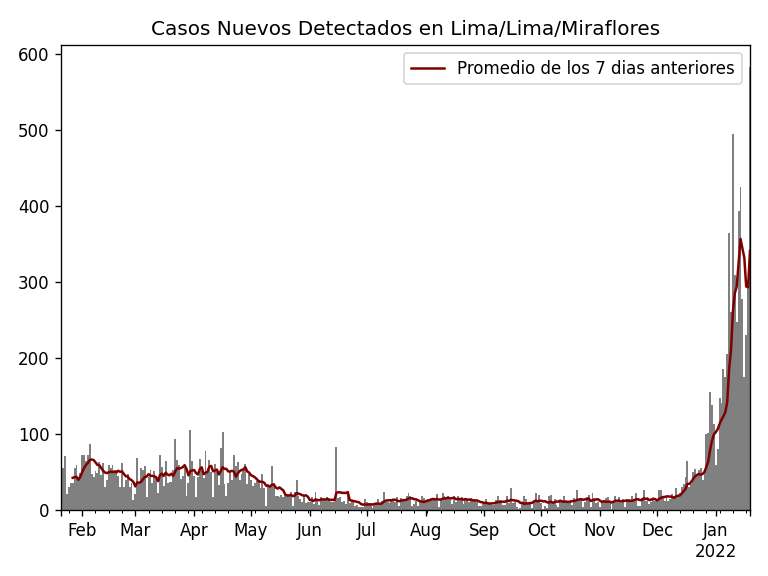 Casos Nuevos Detectados en Lima/Lima/Miraflores
Promedio de los 7 dias anteriores
600
500
400
300
200
100
0
Feb Mar Apr May Jun Jul Aug Sep Oct Nov Dec Jan
2022